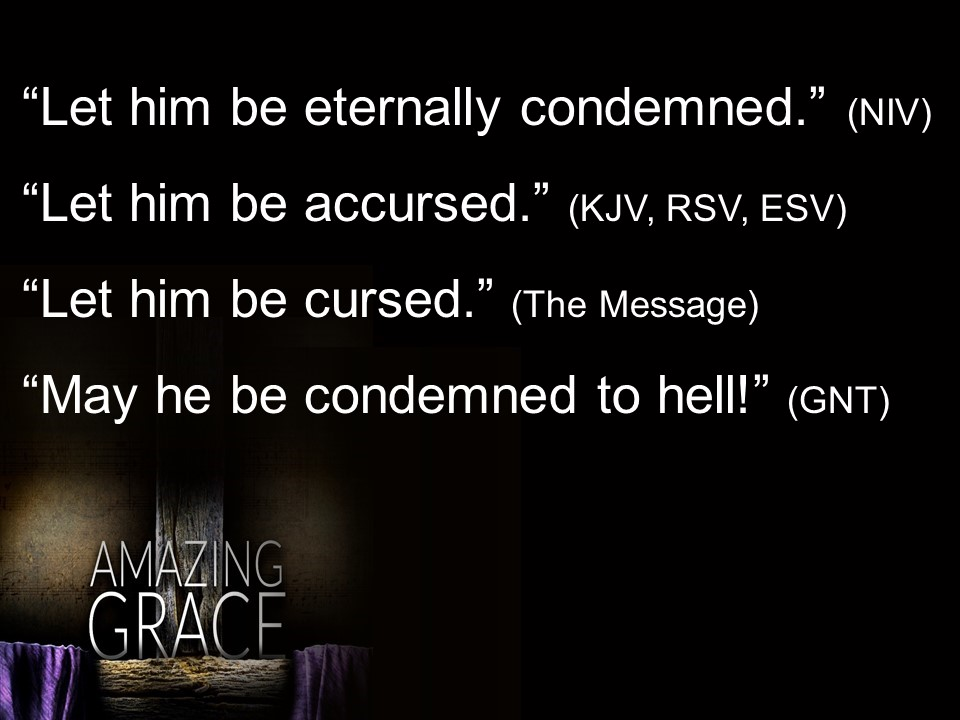 “Let him be eternally condemned.” (NIV)
“Let him be accursed.” (KJV, RSV, ESV)
“Let him be cursed.” (The Message)
“May he be condemned to hell!” (GNT)
AMAZING
GRACE